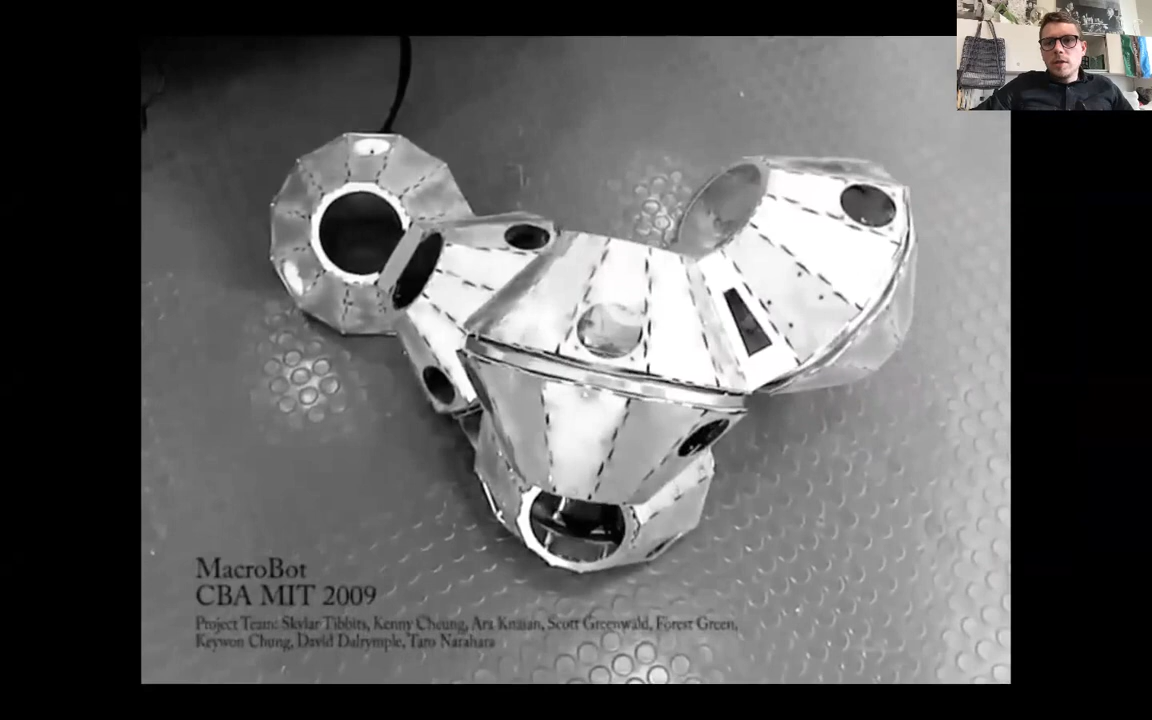 MacroBot
CBA MIT 2009
Project Team: Skylar Tibbits, Kenny Cheung, Ara Knaian, Scott Greenwald, Forest Green,
Keywon Chung, David Dalrymple, Taro Narahara